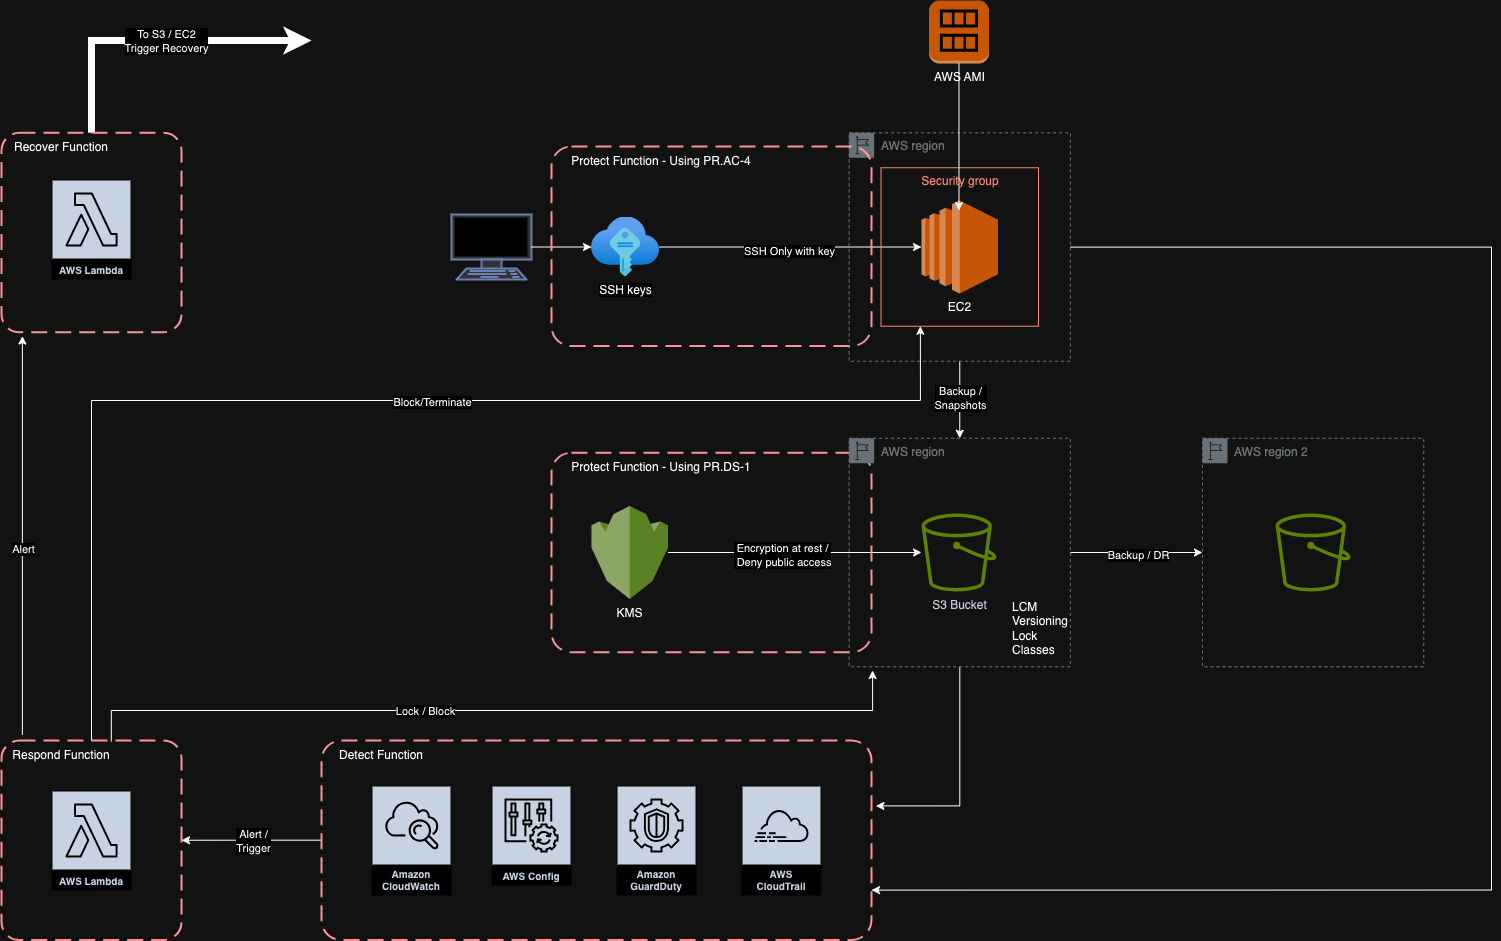 To S3 / EC2
Trigger Recovery
AWS AMI
Recover Function
AWS Lambda
Protect Function - Using PR.AC-4
AWS region
Security group
SSH keys
SSH Only with key
EC2
Block/Terminate
Backup /
Snapshots
Protect Function - Using PR.DS-1
AWS region
AWS region 2
Alert
Encryption at rest /
Deny public access
Backup / DR
KMS
S3 Bucket
LCM
Versioning
Lock
Classes
Lock / Block
Respond Function
Detect Function
Alert /
Trigger
AWS Lambda
Amazon
CloudWatch
AWS Config
Amazon
GuardDuty
AWS
CloudTrail